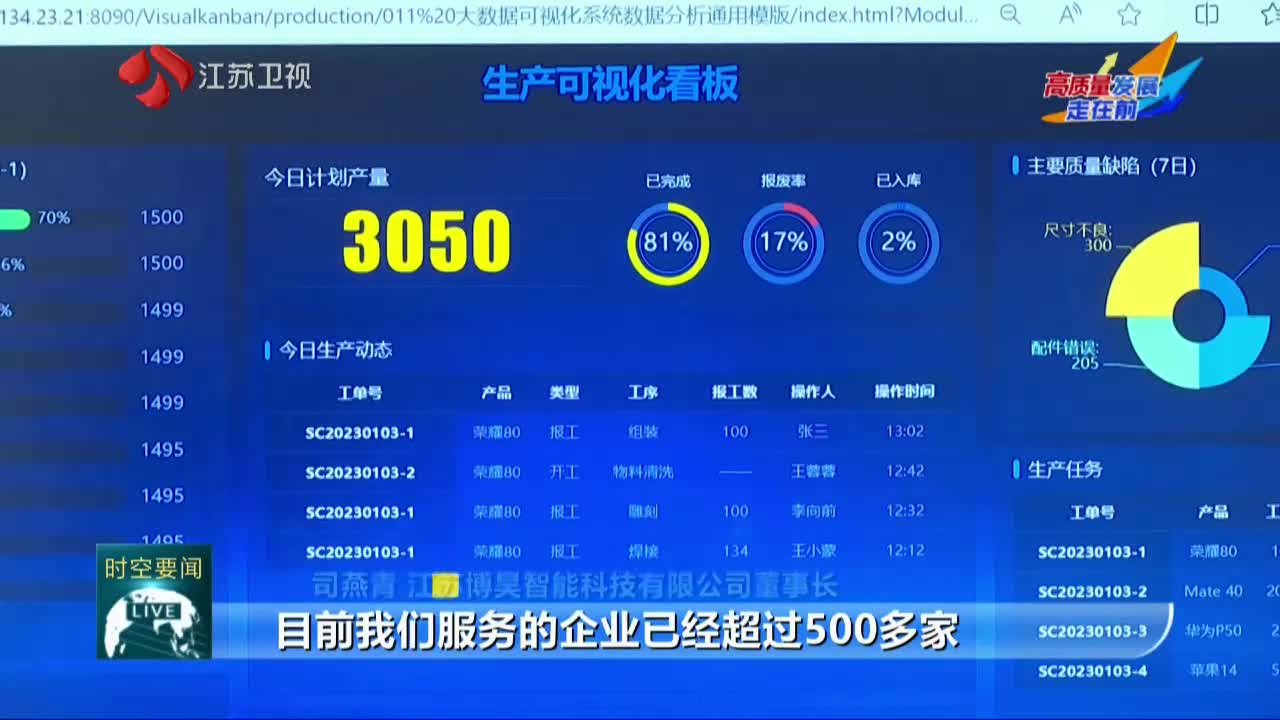 134.23.21:8090/Visualkanban/production/011%20大数据可视化系统数据分析通用模版/index.html?Modul...
江苏卫视
生产可视化看板
高质量发展
走在前
-1)
70%
1500
6%
1500
%
1499
1499
1499
1495
1495
1495
今日计划产量
3050
已完成
报废率
已入库
81%
17%
2%
主要质量缺陷 (7日)
尺寸不良:
300
配件错误:
205
今日生产动态
工单号 产品 类型 工序 报工数 操作人 操作时间
SC20230103-1 荣耀80 报工 组装 100 张三 13:02
SC20230103-2 荣耀80 开工 物料清洗 —— 王蓉蓉 12:42
SC20230103-1 荣耀80 报工 雕刻 100 李向前 12:32
SC20230103-1 荣耀80 报工 焊接 134 王小蒙 12:12
生产任务
工单号 产品
SC20230103-1 荣耀80
SC20230103-2 Mate 40
SC20230103-3 华为P50
SC20230103-4 苹果14
时空要闻
LIVE
司燕青 江苏博昊智能科技有限公司董事长
目前我们服务的企业已经超过500多家